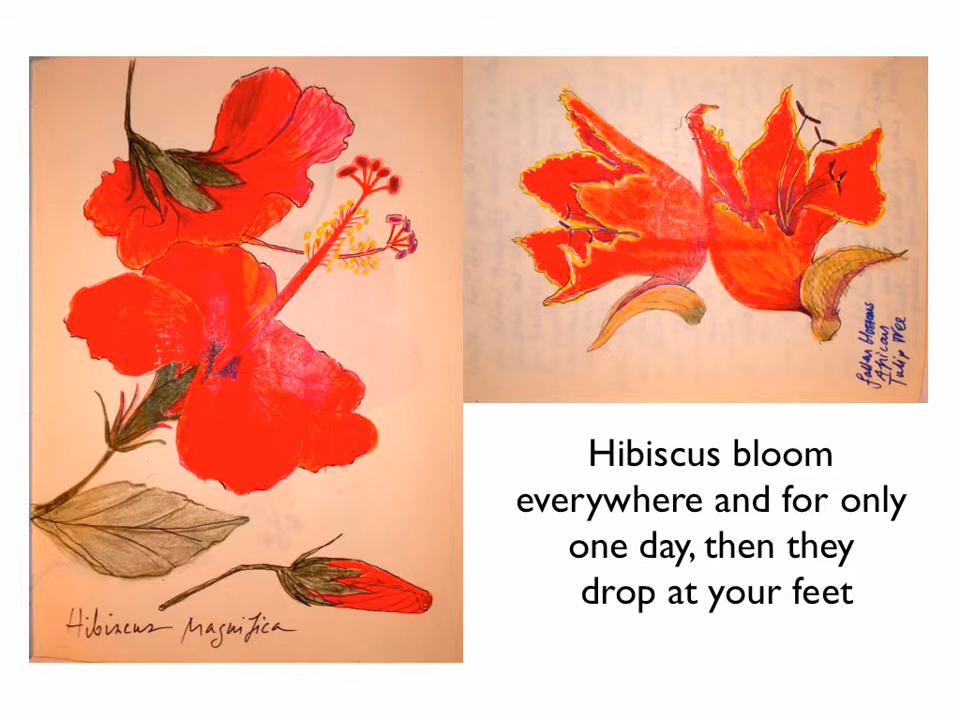 Hibiscus Magnifica
fallen blossoms
African
Tulip Tree
Hibiscus bloom
everywhere and for only
one day, then they
drop at your feet